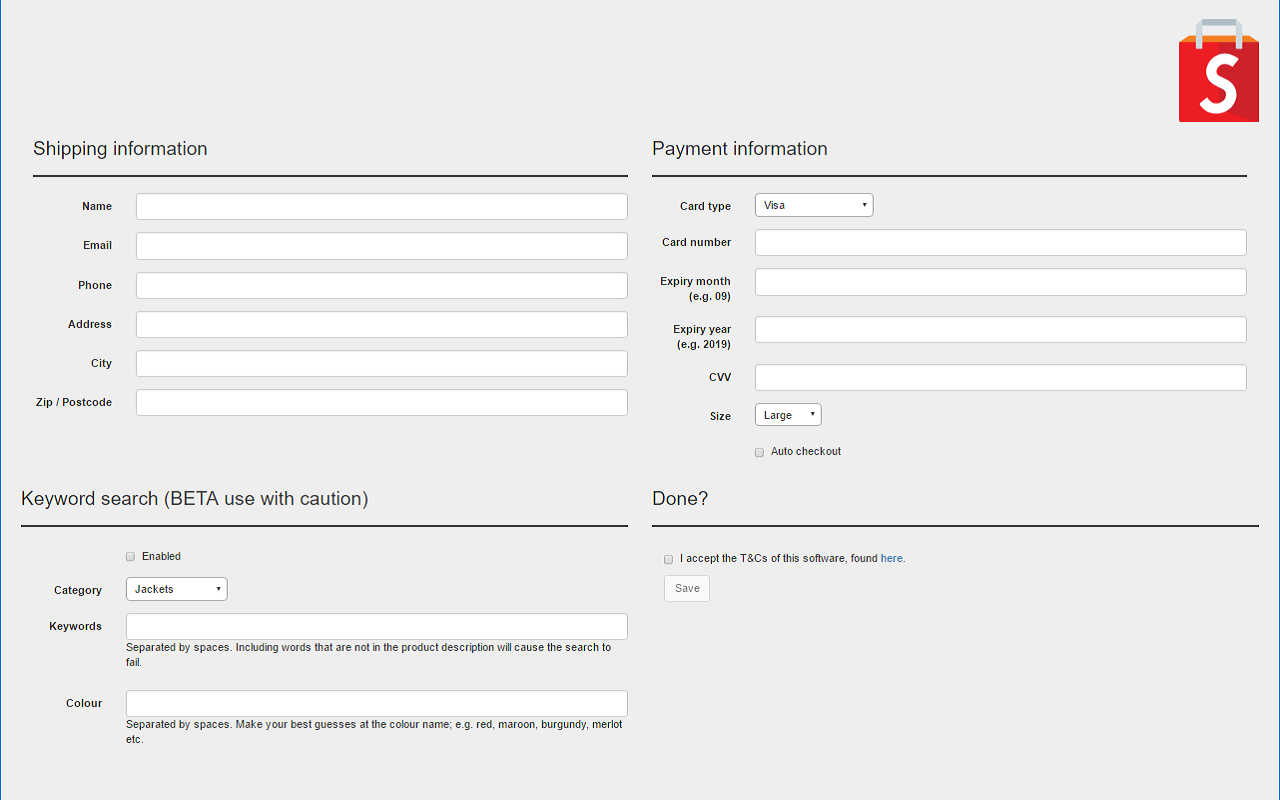 S
Shipping information
Name
Email
Phone
Address
City
Zip / Postcode
Payment information
Card type
Visa
Card number
Expiry month
(e.g. 09)
Expiry year
(e.g. 2019)
CVV
Size
Large
Auto checkout
Keyword search (BETA use with caution)
Enabled
Category
Jackets
Keywords
Separated by spaces. Including words that are not in the product description will cause the search to
fail.
Colour
Separated by spaces. Make your best guesses at the colour name; e.g. red, maroon, burgundy, merlot
etc.
Done?
I accept the T&Cs of this software, found here.
Save